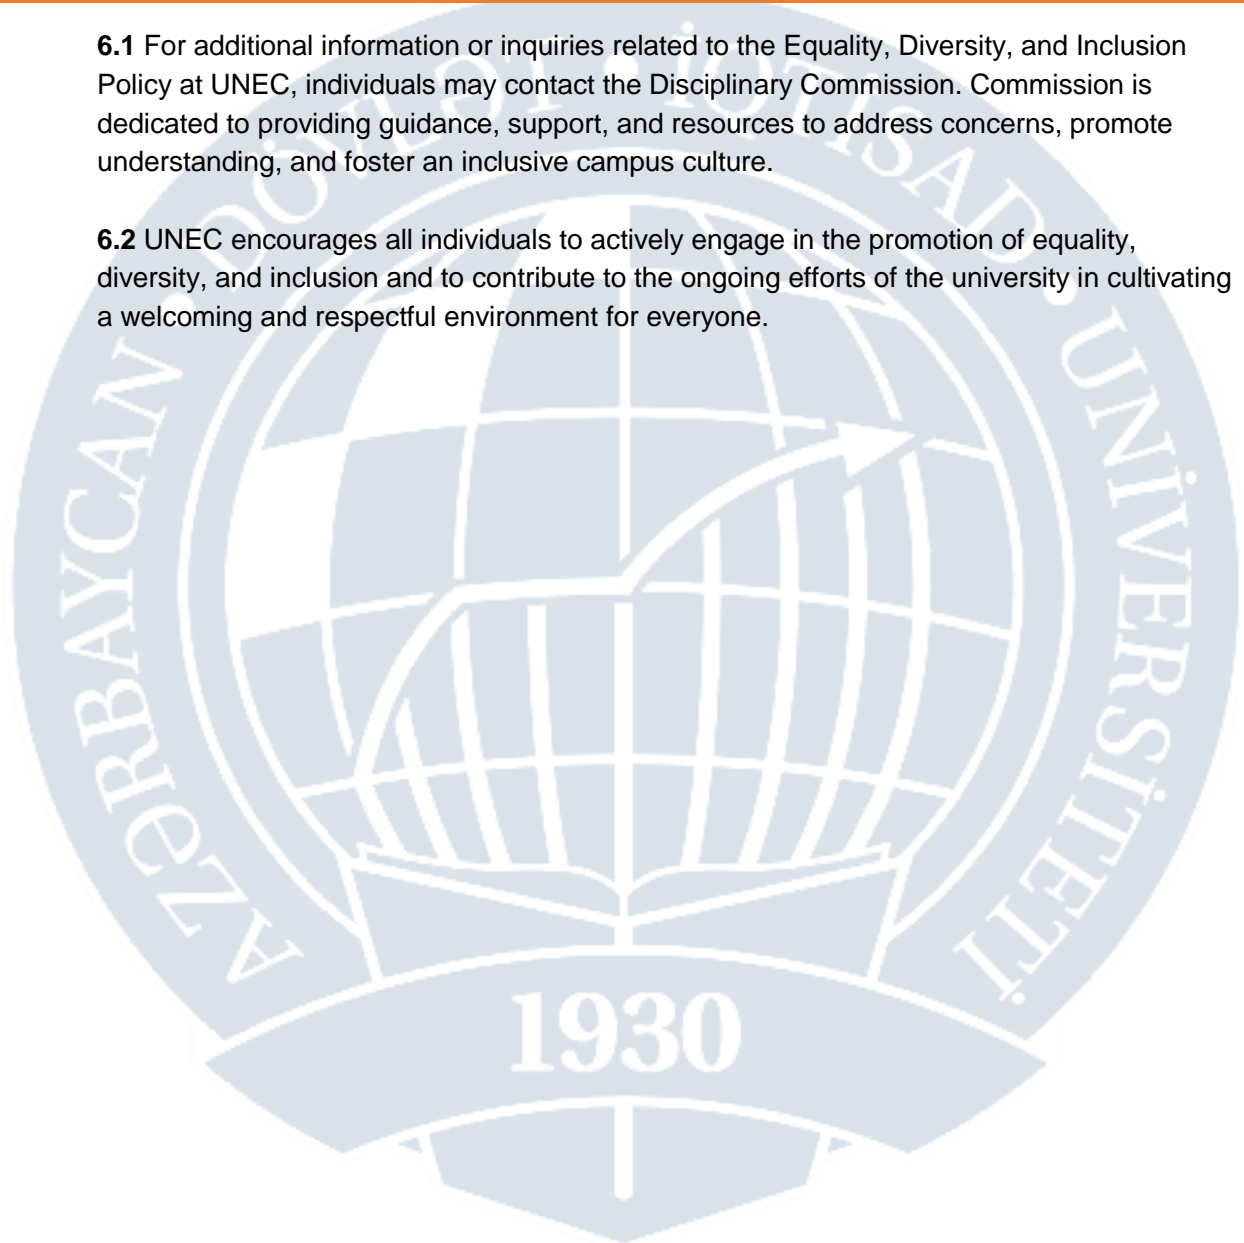 6.1 For additional information or inquiries related to the Equality, Diversity, and Inclusion
Policy at UNEC, individuals may contact the Disciplinary Commission. Commission is
dedicated to providing guidance, support, and resources to address concerns, promote
understanding, and foster an inclusive campus culture.
6.2 UNEC encourages all individuals to actively engage in the promotion of equality,
diversity, and inclusion and to contribute to the ongoing efforts of the university in cultivating
a welcoming and respectful environment for everyone.
AZƏRBAYCAN • DÖVLƏT • İQTİSAD • UNİVERSİTETİ
1930